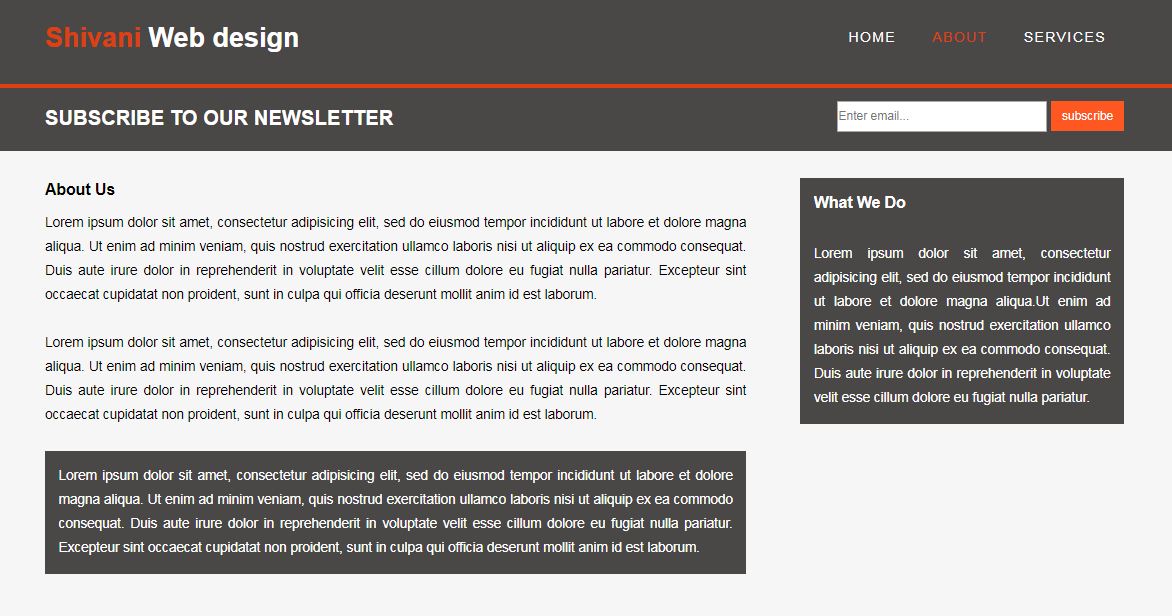 Shivani Web design
HOME ABOUT SERVICES
SUBSCRIBE TO OUR NEWSLETTER
Enter email...
subscribe
About Us
Lorem ipsum dolor sit amet, consectetur adipisicing elit, sed do eiusmod tempor incididunt ut labore et dolore magna
aliqua. Ut enim ad minim veniam, quis nostrud exercitation ullamco laboris nisi ut aliquip ex ea commodo consequat.
Duis aute irure dolor in reprehenderit in voluptate velit esse cillum dolore eu fugiat nulla pariatur. Excepteur sint
occaecat cupidatat non proident, sunt in culpa qui officia deserunt mollit anim id est laborum.
Lorem ipsum dolor sit amet, consectetur adipisicing elit, sed do eiusmod tempor incididunt ut labore et dolore magna
aliqua. Ut enim ad minim veniam, quis nostrud exercitation ullamco laboris nisi ut aliquip ex ea commodo consequat.
Duis aute irure dolor in reprehenderit in voluptate velit esse cillum dolore eu fugiat nulla pariatur. Excepteur sint
occaecat cupidatat non proident, sunt in culpa qui officia deserunt mollit anim id est laborum.
Lorem ipsum dolor sit amet, consectetur adipisicing elit, sed do eiusmod tempor incididunt ut labore et dolore
magna aliqua. Ut enim ad minim veniam, quis nostrud exercitation ullamco laboris nisi ut aliquip ex ea commodo
consequat. Duis aute irure dolor in reprehenderit in voluptate velit esse cillum dolore eu fugiat nulla pariatur.
Excepteur sint occaecat cupidatat non proident, sunt in culpa qui officia deserunt mollit anim id est laborum.
What We Do
Lorem ipsum dolor sit amet, consectetur
adipisicing elit, sed do eiusmod tempor incididunt
ut labore et dolore magna aliqua.Ut enim ad
minim veniam, quis nostrud exercitation ullamco
laboris nisi ut aliquip ex ea commodo consequat.
Duis aute irure dolor in reprehenderit in voluptate
velit esse cillum dolore eu fugiat nulla pariatur.